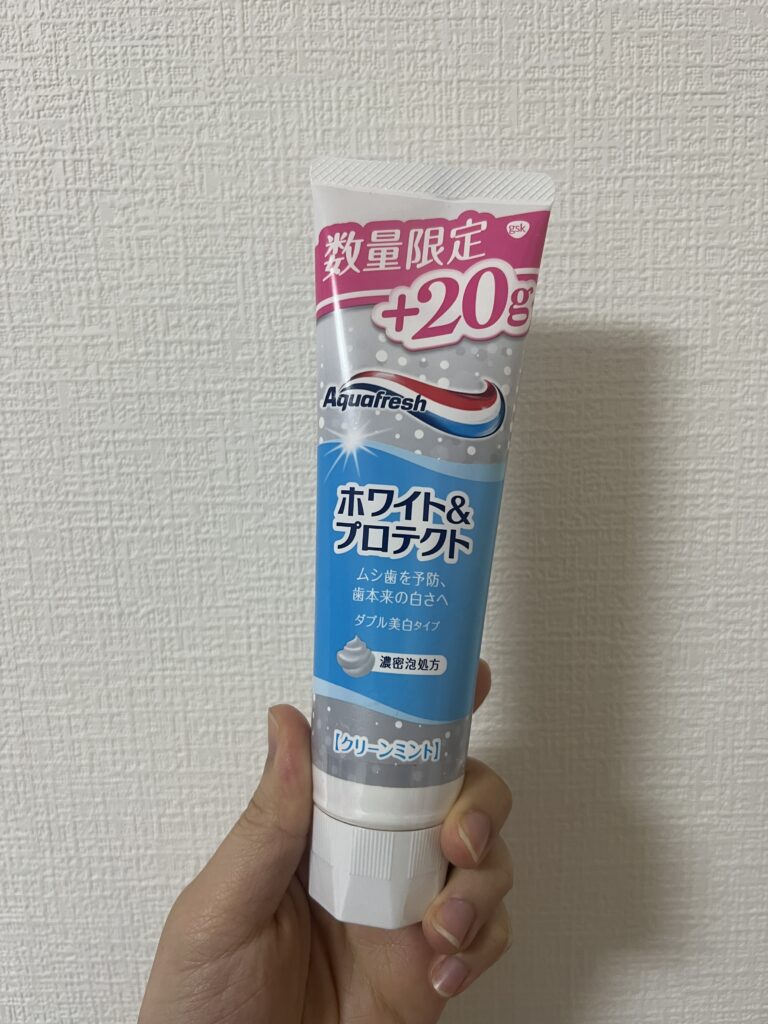 数量限定
gsk
+20g
Aquafresh
ホワイト&
プロテクト
ムシ歯を予防、
歯本来の白さへ
ダブル美白タイプ
濃密泡処方
[クリーンミント]